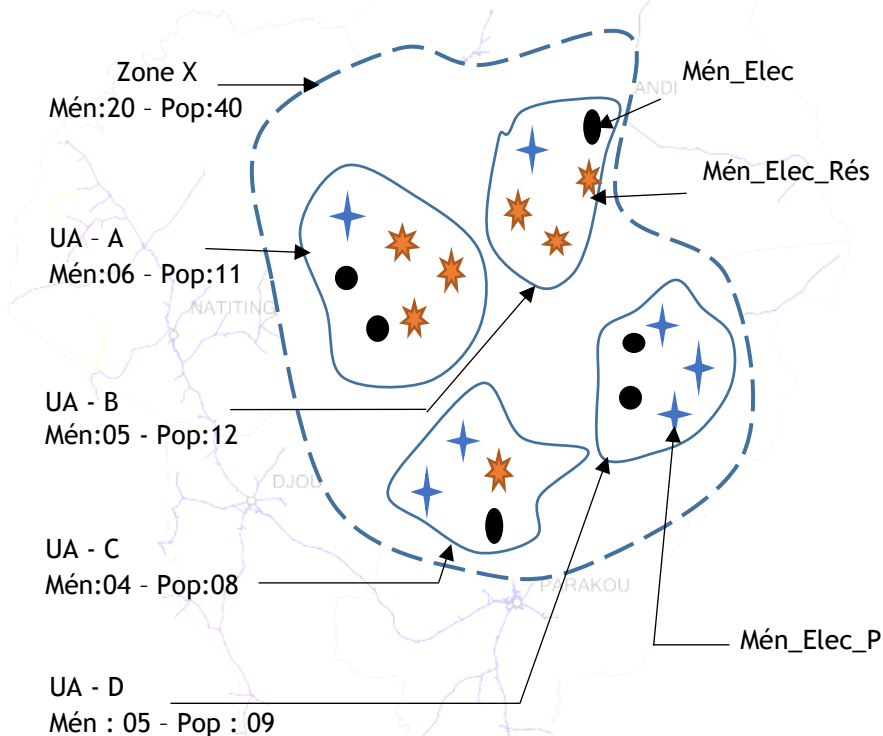 Zone X
Mén:20 – Pop:40
Mén_Elec
ANDI
Mén_Elec_Rés
UA – A
Mén:06 – Pop:11
NATITING
UA - B
Mén:05 - Pop:12
DJOU
UA - C
Mén:04 – Pop:08
PARAKOU
Mén_Elec_P
UA - D
Mén : 05 – Pop : 09